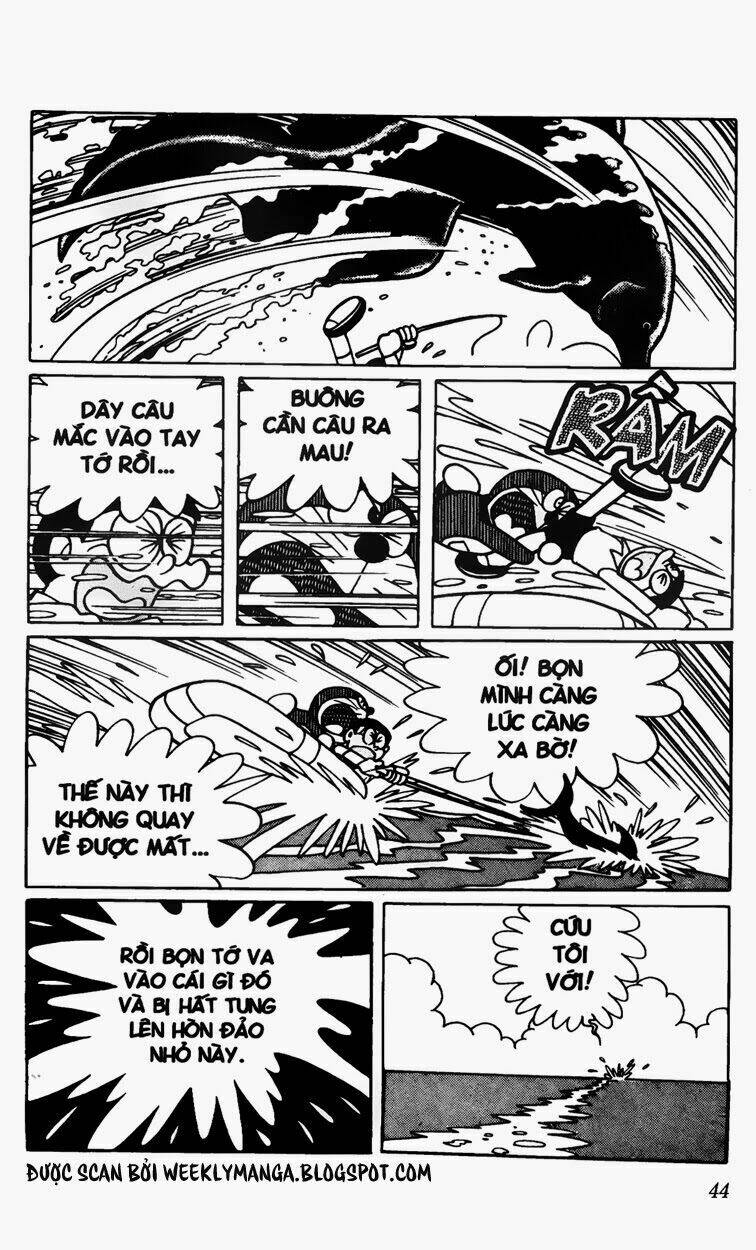 DÂY CÂU
MẮC VÀO TAY
TỚ RỒI...
BUÔNG
CẦN CÂU RA
MAU!
RẦM
ỐI! BỌN
MÌNH CÀNG
LÚC CÀNG
XA BỜ!
THẾ NÀY THÌ
KHÔNG QUAY
VỀ ĐƯỢC MẤT...
RỒI BỌN TỚ VA
VÀO CÁI GÌ ĐÓ
VÀ BỊ HẤT TUNG
LÊN HÒN ĐẢO
NHỎ NÀY.
CỨU
TÔI
VỚI!
ĐƯỢC SCAN BỞI WEEKLYMANGA.BLOGSPOT.COM
44